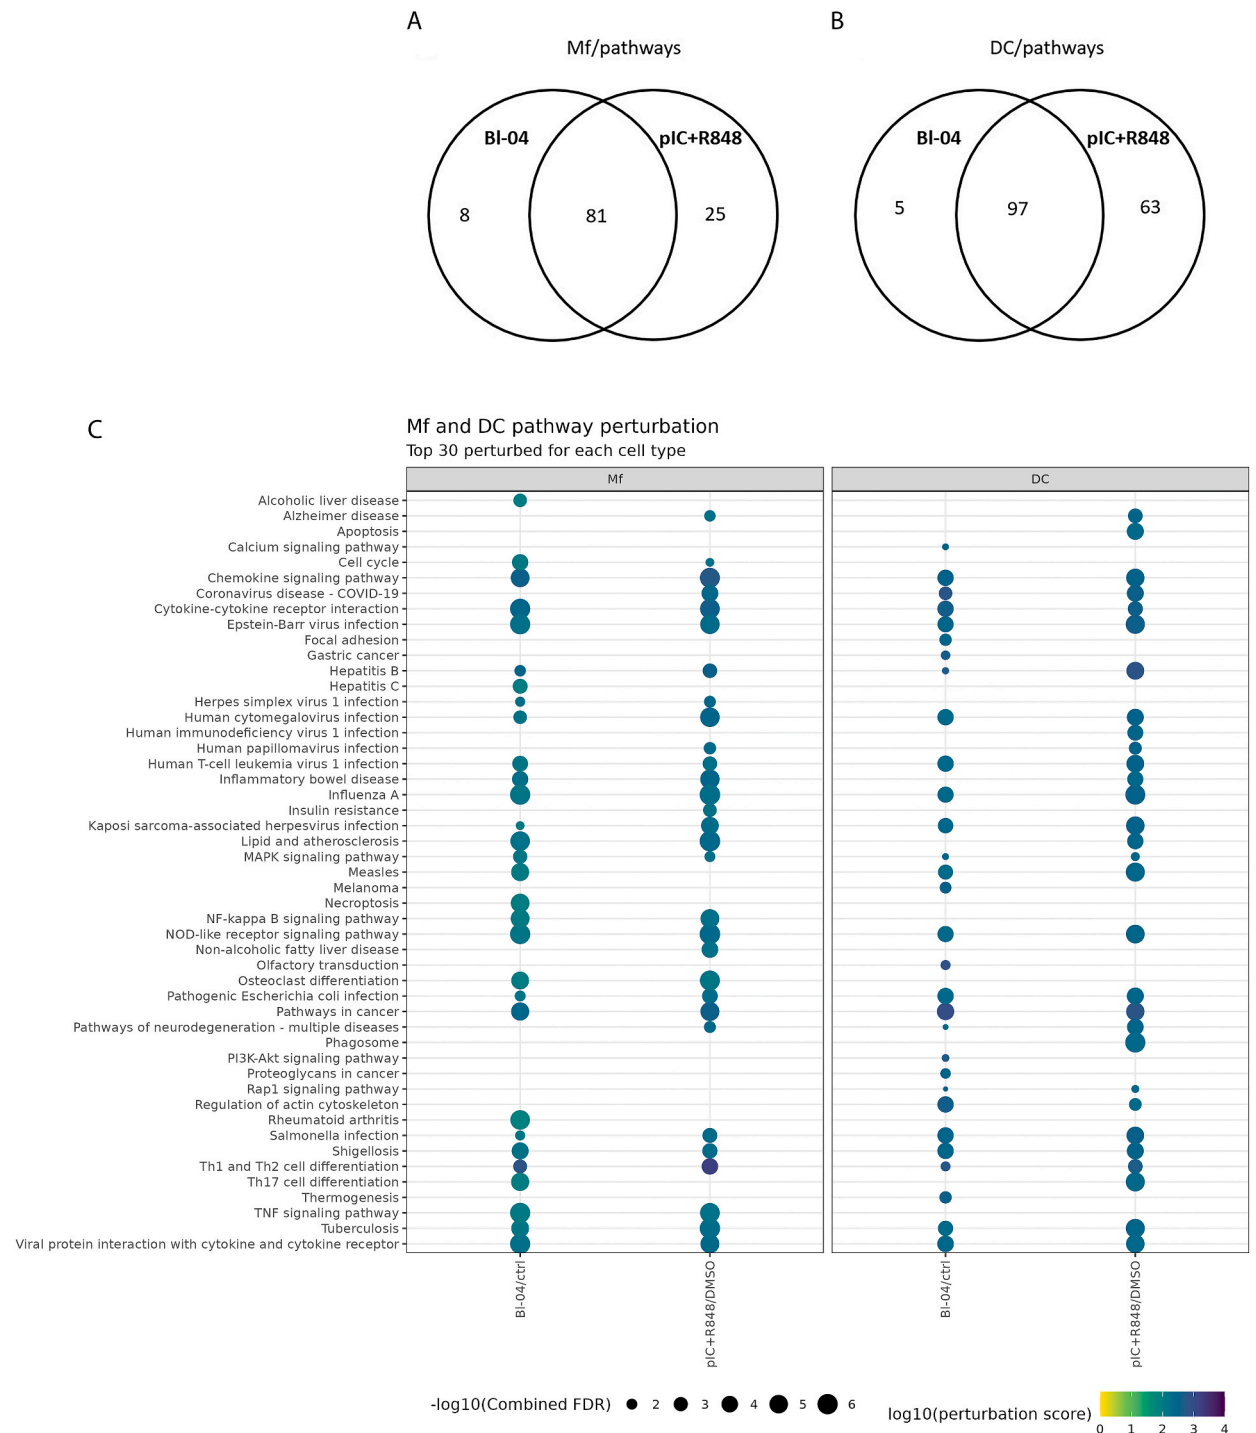 A
B
Mf/pathways
DC/pathways
Bl-04
pIC+R848
Bl-04
pIC+R848
8
81
25
5
97
63
C
Mf and DC pathway perturbation
Top 30 perturbed for each cell type
Mf
DC
Alcoholic liver disease
Alzheimer disease
Apoptosis
Calcium signaling pathway
Cell cycle
Chemokine signaling pathway
Coronavirus disease - COVID-19
Cytokine-cytokine receptor interaction
Epstein-Barr virus infection
Focal adhesion
Gastric cancer
Hepatitis B
Hepatitis C
Herpes simplex virus 1 infection
Human cytomegalovirus infection
Human immunodeficiency virus 1 infection
Human papillomavirus infection
Human T-cell leukemia virus 1 infection
Inflammatory bowel disease
Influenza A
Insulin resistance
Kaposi sarcoma-associated herpesvirus infection
Lipid and atherosclerosis
MAPK signaling pathway
Measles
Melanoma
Necroptosis
NF-kappa B signaling pathway
NOD-like receptor signaling pathway
Non-alcoholic fatty liver disease
Olfactory transduction
Osteoclast differentiation
Pathogenic Escherichia coli infection
Pathways in cancer
Pathways of neurodegeneration - multiple diseases
Phagosome
PI3K-Akt signaling pathway
Proteoglycans in cancer
Rap1 signaling pathway
Regulation of actin cytoskeleton
Rheumatoid arthritis
Salmonella infection
Shigellosis
Th1 and Th2 cell differentiation
Th17 cell differentiation
Thermogenesis
TNF signaling pathway
Tuberculosis
Viral protein interaction with cytokine and cytokine receptor
Bl-04/ctrl
pIC+R848/DMSO
Bl-04/ctrl
pIC+R848/DMSO
-log10(Combined FDR)
2
3
4
5
6
log10(perturbation score)
0
1
2
3
4